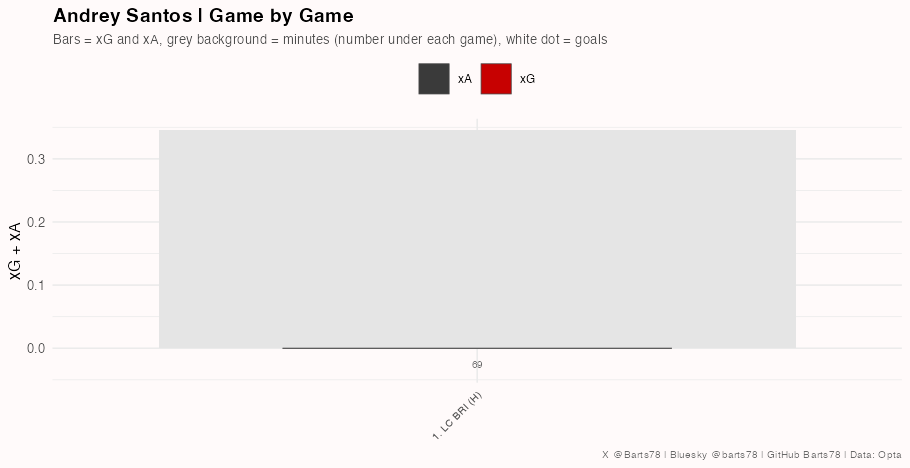 Andrey Santos | Game by Game
Bars = xG and xA, grey background = minutes (number under each game), white dot = goals
xA xG
xG + xA
0.3
0.2
0.1
0.0
69
1. LC BRI (H)
X @Barts78 | Bluesky @barts78 | GitHub Barts78 | Data: Opta